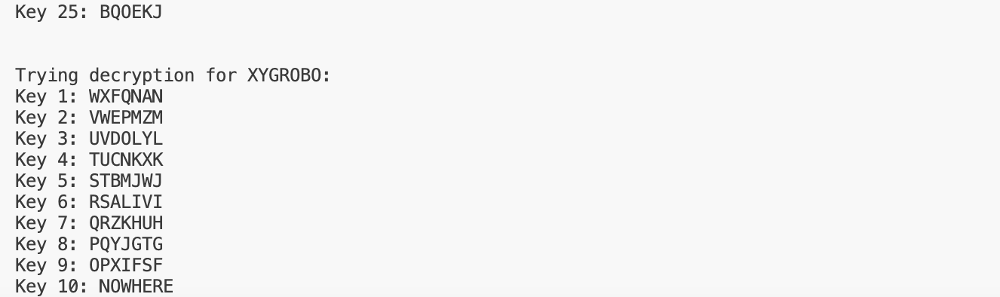 Key 25: BQOEKJ
Trying decryption for XYGROBO:
Key 1: WXFQNAN
Key 2: VWEPMZM
Key 3: UVDOLYL
Key 4: TUCNKXK
Key 5: STBMJWJ
Key 6: RSALIVI
Key 7: QRZKHUH
Key 8: PQYJGTG
Key 9: OPXIFSF
Key 10: NOWHERE